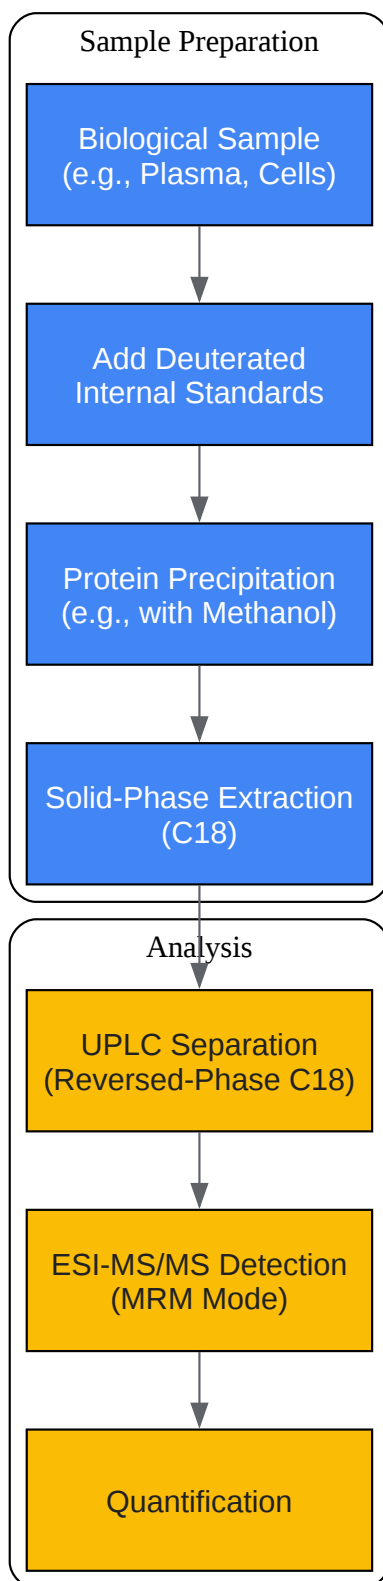 Sample Preparation
Biological Sample
(e.g., Plasma, Cells)
Add Deuterated
Internal Standards
Protein Precipitation
(e.g., with Methanol)
Solid-Phase Extraction
(C18)
Analysis
UPLC Separation
(Reversed-Phase C18)
ESI-MS/MS Detection
(MRM Mode)
Quantification